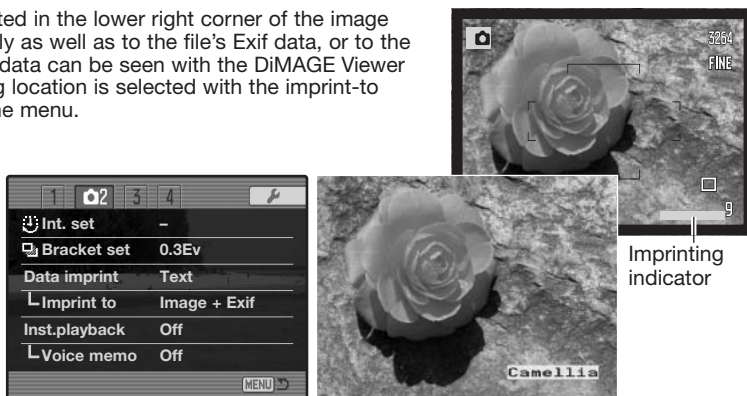 ted in the lower right corner of the image
ly as well as to the file's Exif data, or to the
data can be seen with the DiMAGE Viewer
g location is selected with the imprint-to
ne menu.
3264
FINE
9
Imprinting
indicator
1 2 3 4
Int. set –
Bracket set 0.3Ev
Data imprint Text
Imprint to Image + Exif
Inst.playback Off
Voice memo Off
MENU
Camellia